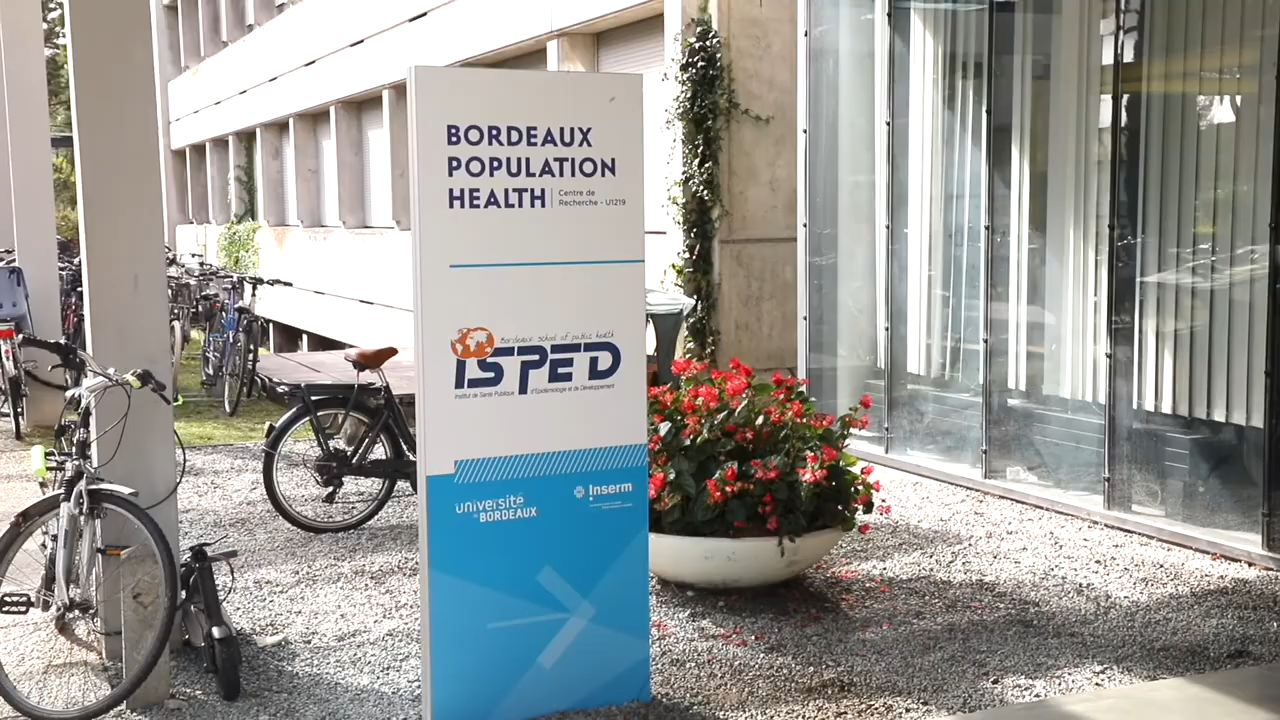 BORDEAUX
POPULATION
HEALTH
Centre de
Recherche - U1219
Bordeaux school of public health
ISPED
Institut de Santé Publique d'Epidémiologie et de Développement
université
de BORDEAUX
Inserm